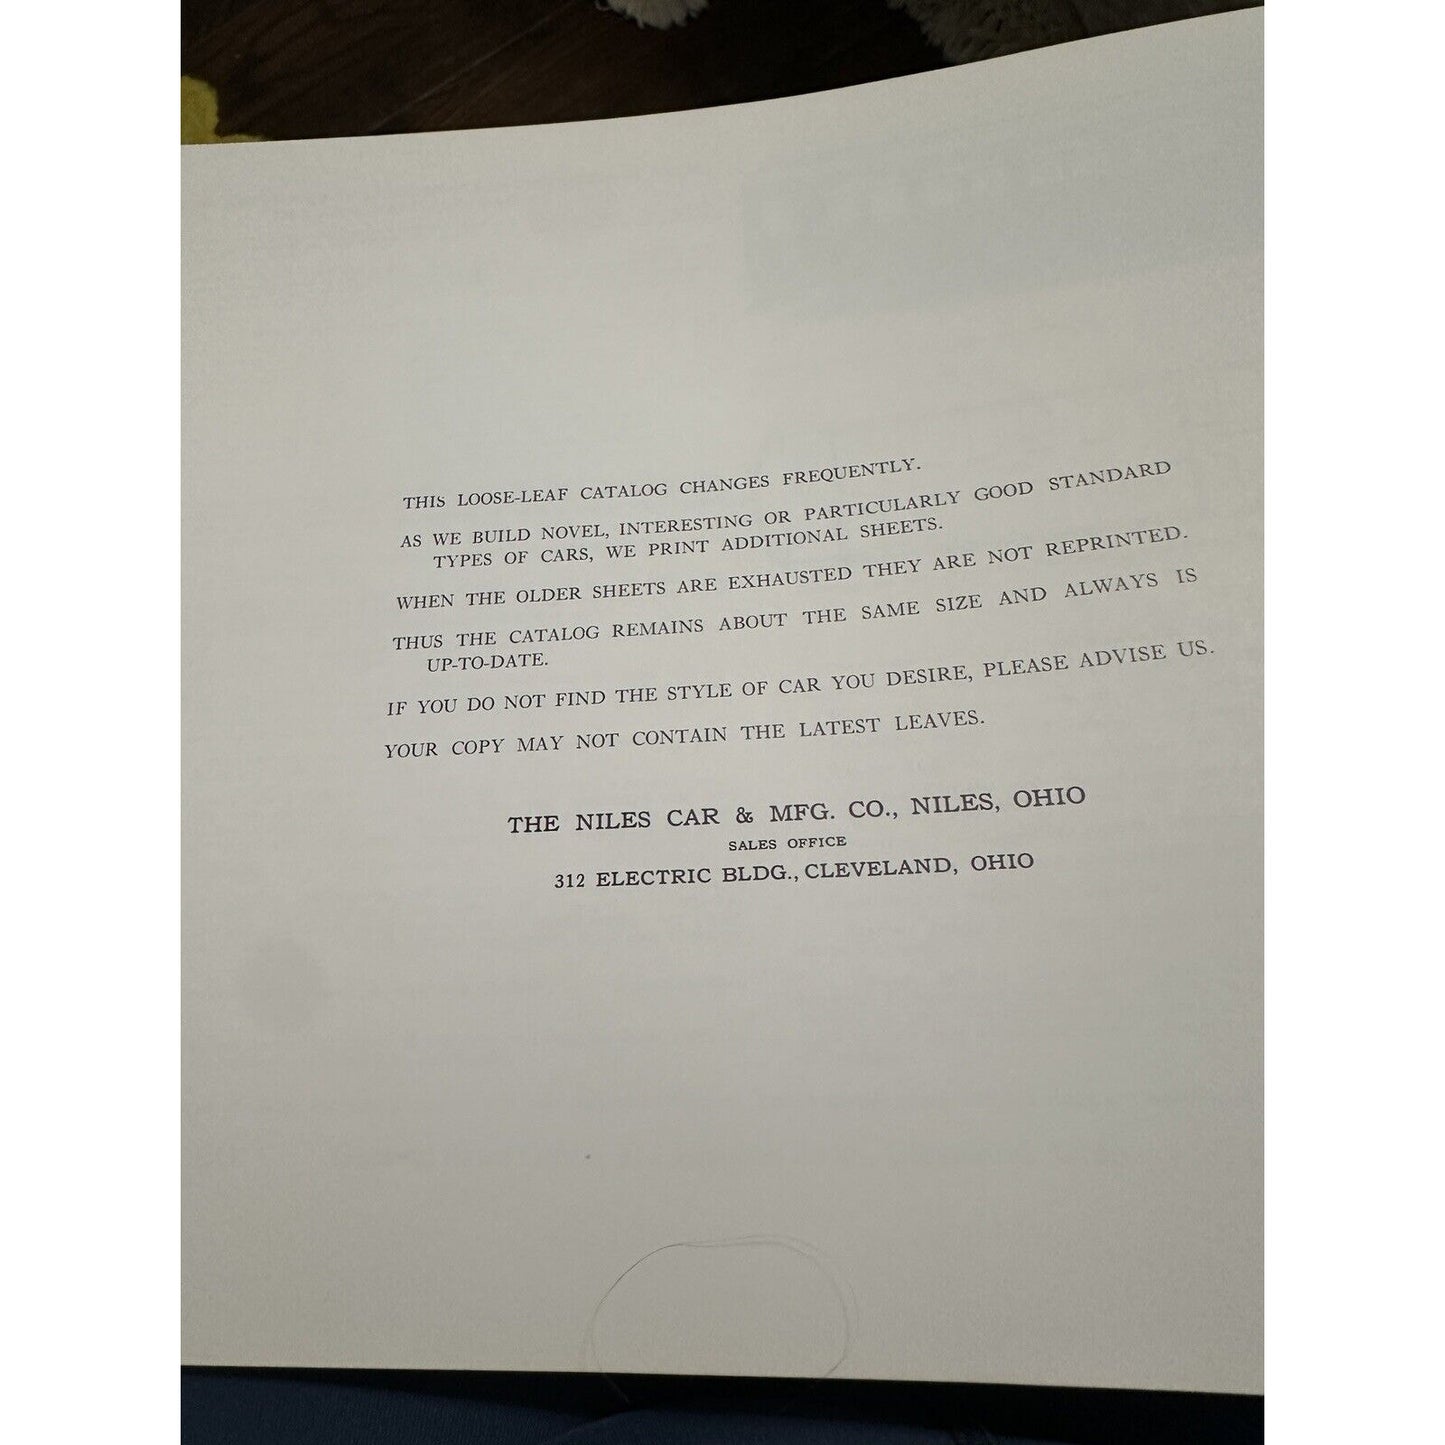 THIS LOOSE-LEAF CATALOG CHANGES FREQUENTLY.
AS WE BUILD NOVEL, INTERESTING OR PARTICULARLY GOOD STANDARD
TYPES OF CARS, WE PRINT ADDITIONAL SHEETS.
WHEN THE OLDER SHEETS ARE EXHAUSTED THEY ARE NOT REPRINTED.
THUS THE CATALOG REMAINS ABOUT THE SAME SIZE AND ALWAYS IS
UP-TO-DATE.
IF YOU DO NOT FIND THE STYLE OF CAR YOU DESIRE, PLEASE ADVISE US.
YOUR COPY MAY NOT CONTAIN THE LATEST LEAVES.
THE NILES CAR & MFG. CO., NILES, OHIO
SALES OFFICE
312 ELECTRIC BLDG., CLEVELAND, OHIO